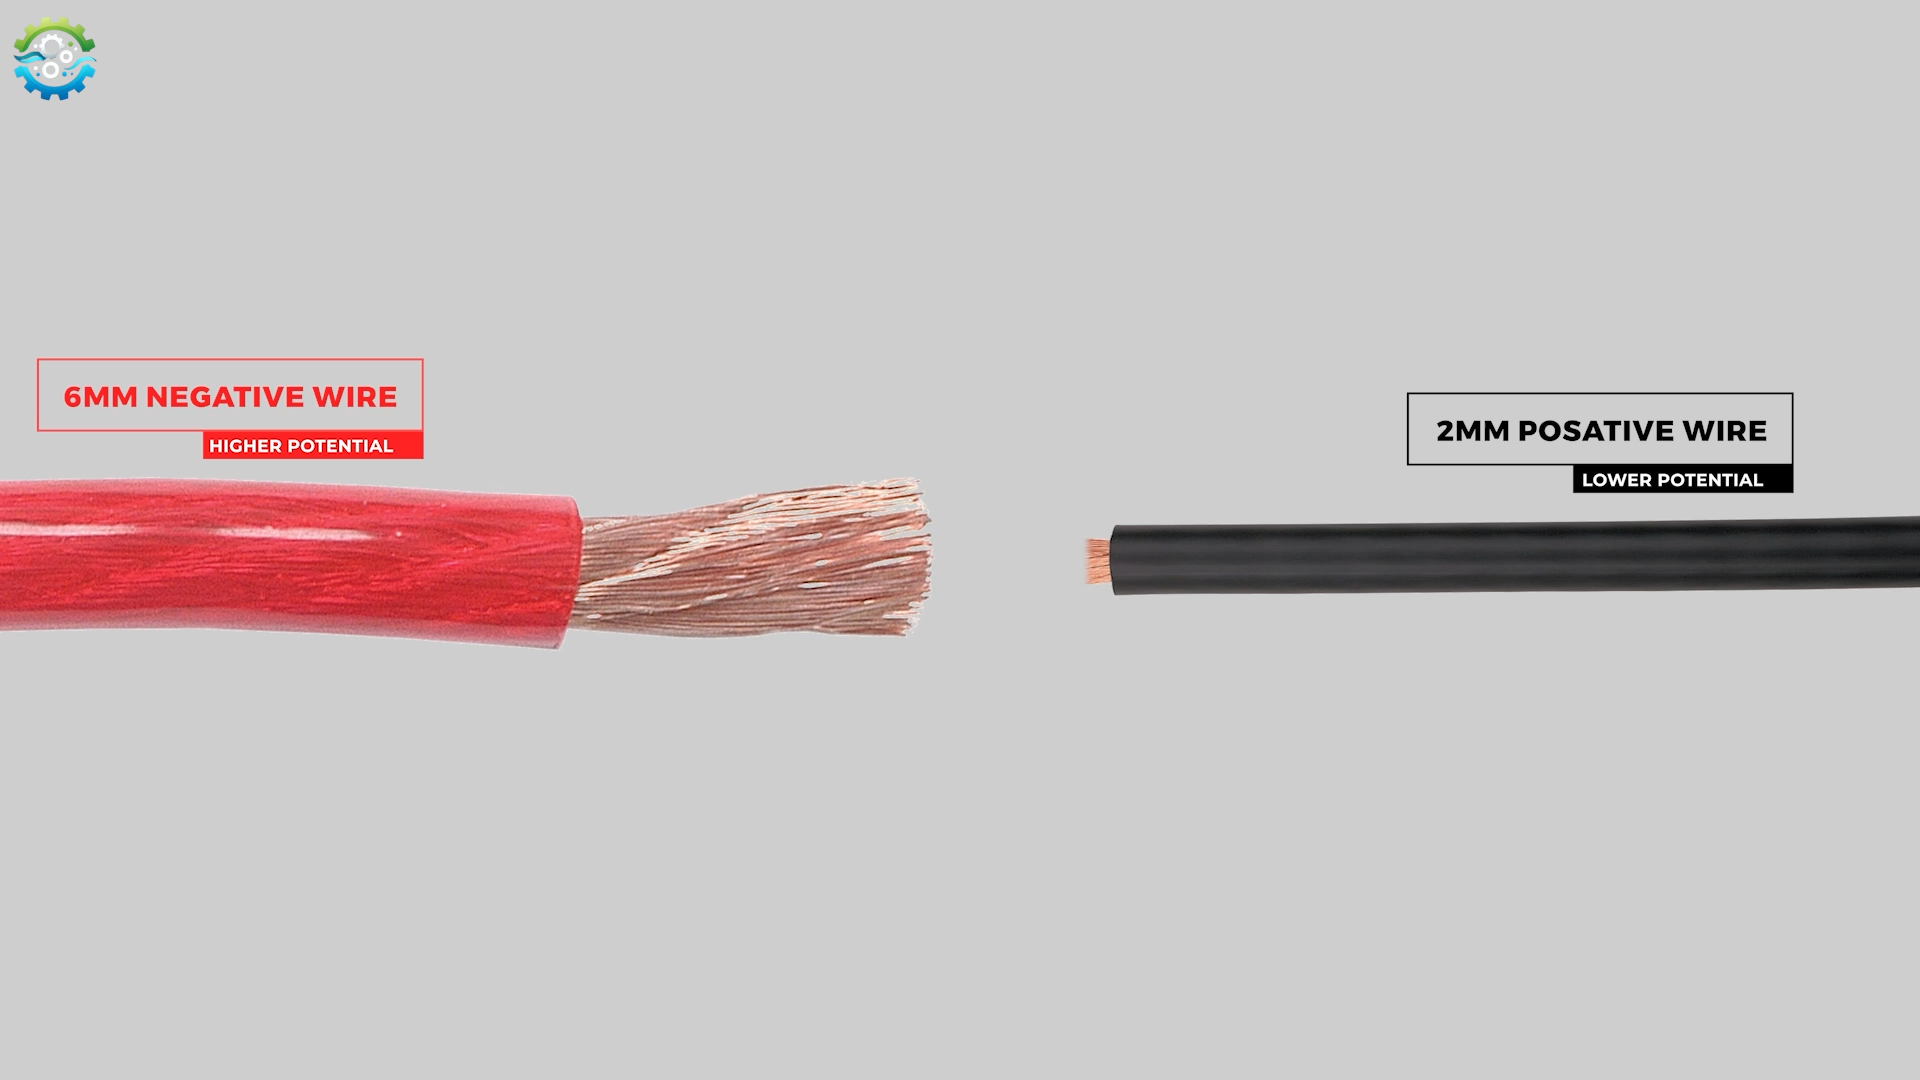 6MM NEGATIVE WIRE
HIGHER POTENTIAL
2MM POSATIVE WIRE
LOWER POTENTIAL